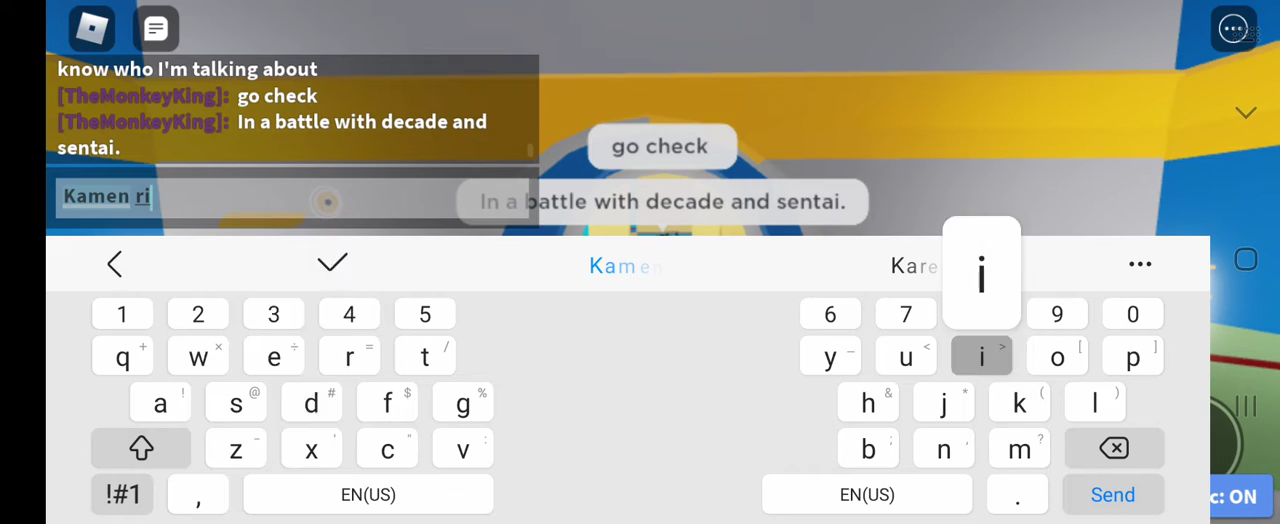 know who I'm talking about
[TheMonkeyKing]: go check
[TheMonkeyKing]: In a battle with decade and
sentai.
go check
Kamen ri
In a battle with decade and sentai.
Kamen
Kare
i
1 2 3 4 5 6 7 9 0
q + w × e ÷ r = t / y _ u < i > o [ p ]
a ! s @ d # f $ g % h & j * k ( l )
z - x ' c " v : b ; n , m ?
!#1 , EN(US) EN(US) . Send
c: ON